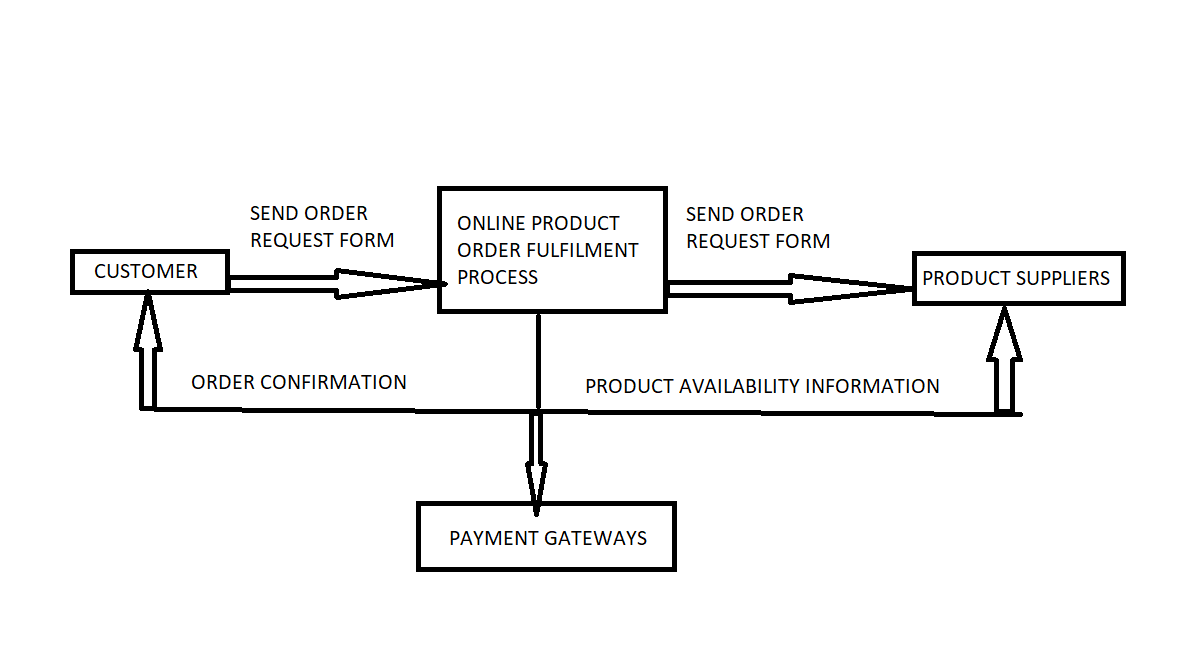 SEND ORDER
REQUEST FORM
ONLINE PRODUCT
ORDER FULFILMENT
PROCESS
SEND ORDER
REQUEST FORM
CUSTOMER
PRODUCT SUPPLIERS
ORDER CONFIRMATION
PRODUCT AVAILABILITY INFORMATION
PAYMENT GATEWAYS